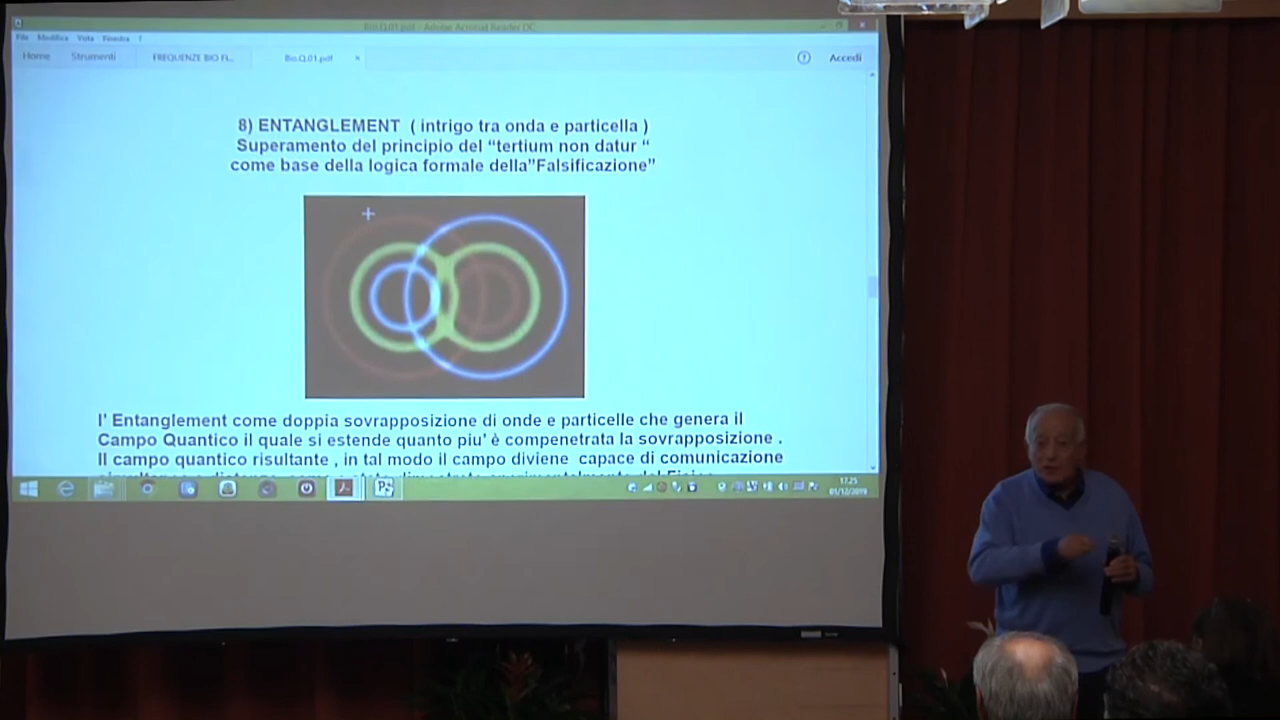 Bio.Q.01.pdf - Adobe Acrobat Reader DC
File Modifica Vista Finestra ?
Home Strumenti FREQUENZE BIO FL... Bio.Q.01.pdf × Accedi
8) ENTANGLEMENT ( intrigo tra onda e particella )
Superamento del principio del “tertium non datur “
come base della logica formale della”Falsificazione”
l’ Entanglement come doppia sovrapposizione di onde e particelle che genera il
Campo Quantico il quale si estende quanto piu’ è compenetrata la sovrapposizione .
Il campo quantico risultante , in tal modo il campo diviene capace di comunicazione
17.25
01/12/2019